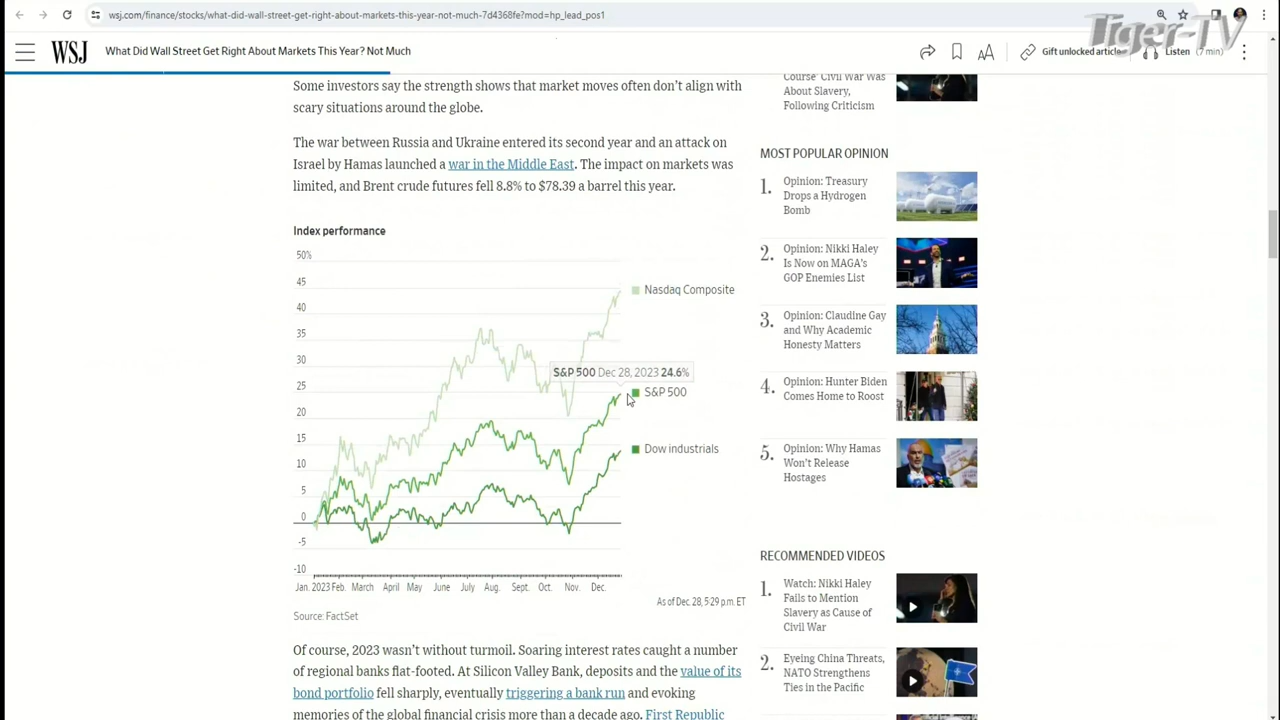 wsj.com/finance/stocks/what-did-wall-street-get-right-about-markets-this-year-not-much-7d4368fe?mod=hp_lead_pos1
Tiger-TV
WSJ
What Did Wall Street Get Right About Markets This Year? Not Much
AA
Gift unlocked article
Listen (7 min)
Some investors say the strength shows that market moves often don't align with
scary situations around the globe.
The war between Russia and Ukraine entered its second year and an attack on
Israel by Hamas launched a war in the Middle East. The impact on markets was
limited, and Brent crude futures fell 8.8% to $78.39 a barrel this year.
Index performance
50%
45
40
35
30
25
20
15
10
5
0
-5
-10
Nasdaq Composite
S&P 500 Dec 28, 2023 24.6%
S&P 500
Dow industrials
Jan. 2023 Feb. March April May June July Aug. Sept. Oct. Nov. Dec.
As of Dec. 28, 5:29 p.m. ET
Source: FactSet
Of course, 2023 wasn't without turmoil. Soaring interest rates caught a number
of regional banks flat-footed. At Silicon Valley Bank, deposits and the value of its
bond portfolio fell sharply, eventually triggering a bank run and evoking
memories of the global financial crisis more than a decade ago. First Republic
Course' Civil War Was
About Slavery,
Following Criticism
MOST POPULAR OPINION
1.
Opinion: Treasury
Drops a Hydrogen
Bomb
2.
Opinion: Nikki Haley
Is Now on MAGA's
GOP Enemies List
3.
Opinion: Claudine Gay
and Why Academic
Honesty Matters
4.
Opinion: Hunter Biden
Comes Home to Roost
5.
Opinion: Why Hamas
Won't Release
Hostages
RECOMMENDED VIDEOS
1.
Watch: Nikki Haley
Fails to Mention
Slavery as Cause of
Civil War
2.
Eyeing China Threats,
NATO Strengthens
Ties in the Pacific